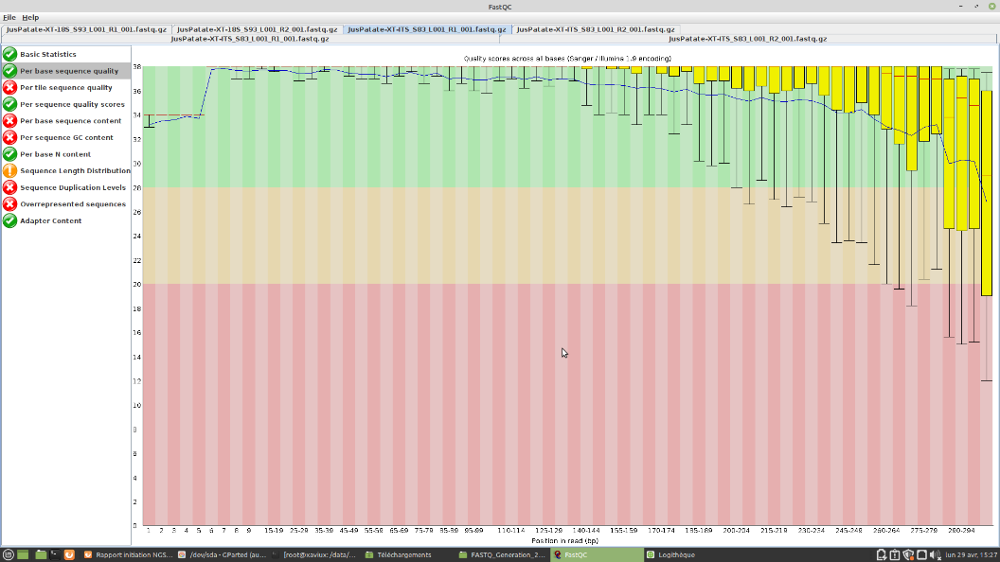 FastQC
File Help
JusPatate-XT-18S_S93_L001_R1_001.fastq.gz JusPatate-XT-18S_S93_L001_R2_001.fastq.gz JusPatate-XT-ITS_S83_L001_R1_001.fastq.gz JusPatate-XT-ITS_S83_L001_R2_001.fastq.gz
JusPatate-XT-ITS_S83_L001_R1_001.fastq.gz JusPatate-XT-ITS_S83_L001_R2_001.fastq.gz
Basic Statistics
Per base sequence quality
Per tile sequence quality
Per sequence quality scores
Per base sequence content
Per sequence GC content
Per base N content
Sequence Length Distribution
Sequence Duplication Levels
Overrepresented sequences
Adapter Content
Quality scores across all bases (Sanger / Illumina 1.9 encoding)
38
36
34
32
30
28
26
24
22
20
18
16
14
12
10
8
6
4
2
0
1 2 3 4 5 6 7 8 9 15-19 25-29 35-39 45-49 55-59 65-69 75-79 85-89 95-99 110-114 125-129 140-144 155-159 170-174 185-189 200-204 215-219 230-234 245-249 260-264 275-279 290-294
Position in read (bp)
Rapport initiation NGS... /dev/sda - GParted (au... [root@xaviux: /data/... Téléchargements FASTQ_Generation_2... FastQC Logithèque lun 29 avr, 15:27